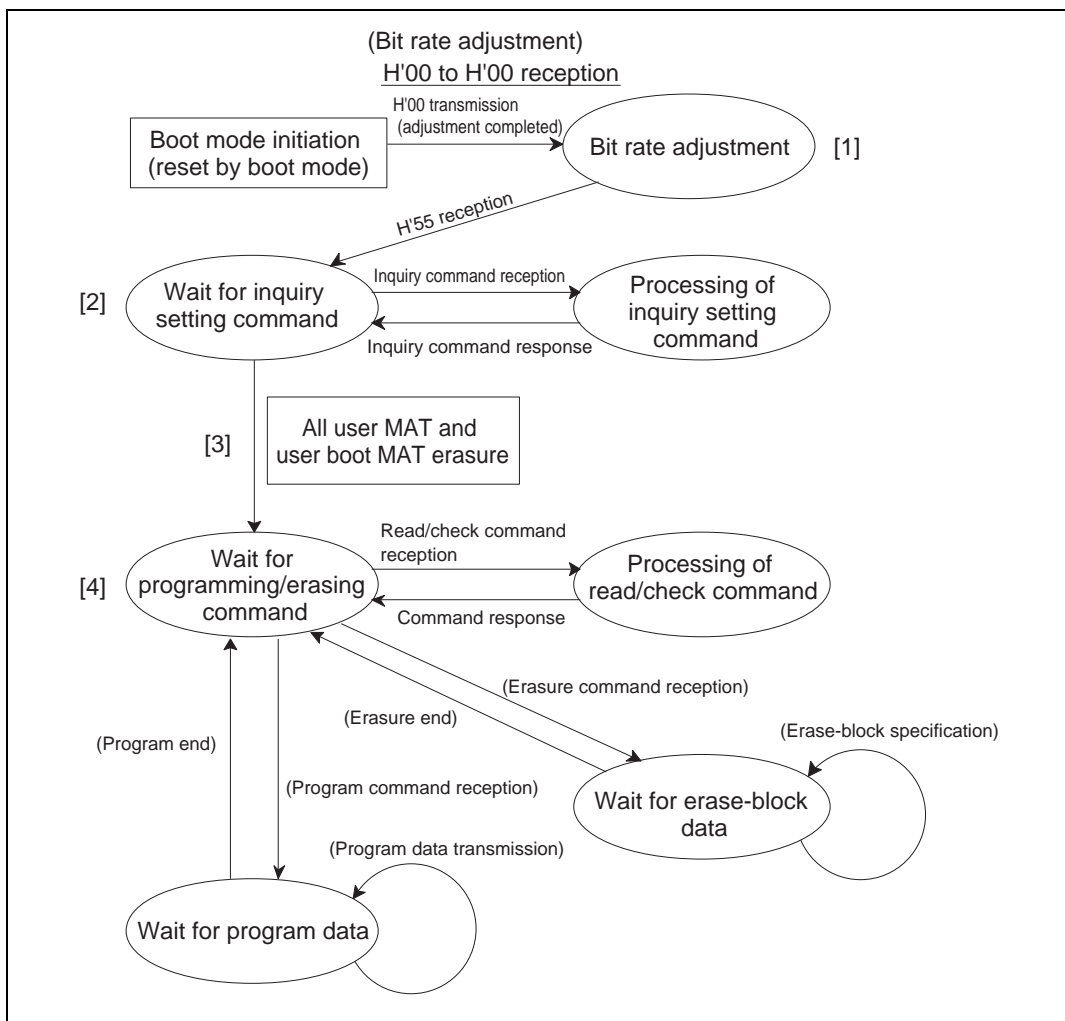 (Bit rate adjustment)
H'00 to H'00 reception
H'00 transmission
(adjustment completed)
Boot mode initiation
(reset by boot mode)
Bit rate adjustment
[1]
H'55 reception
[2]
Wait for inquiry
setting command
Inquiry command reception
Processing of
inquiry setting
command
Inquiry command response
[3]
All user MAT and
user boot MAT erasure
[4]
Wait for
programming/erasing
command
Read/check command
reception
Processing of
read/check command
Command response
(Erasure command reception)
(Erasure end)
(Program end)
(Erase-block specification)
(Program command reception)
Wait for erase-block
data
(Program data transmission)
Wait for program data